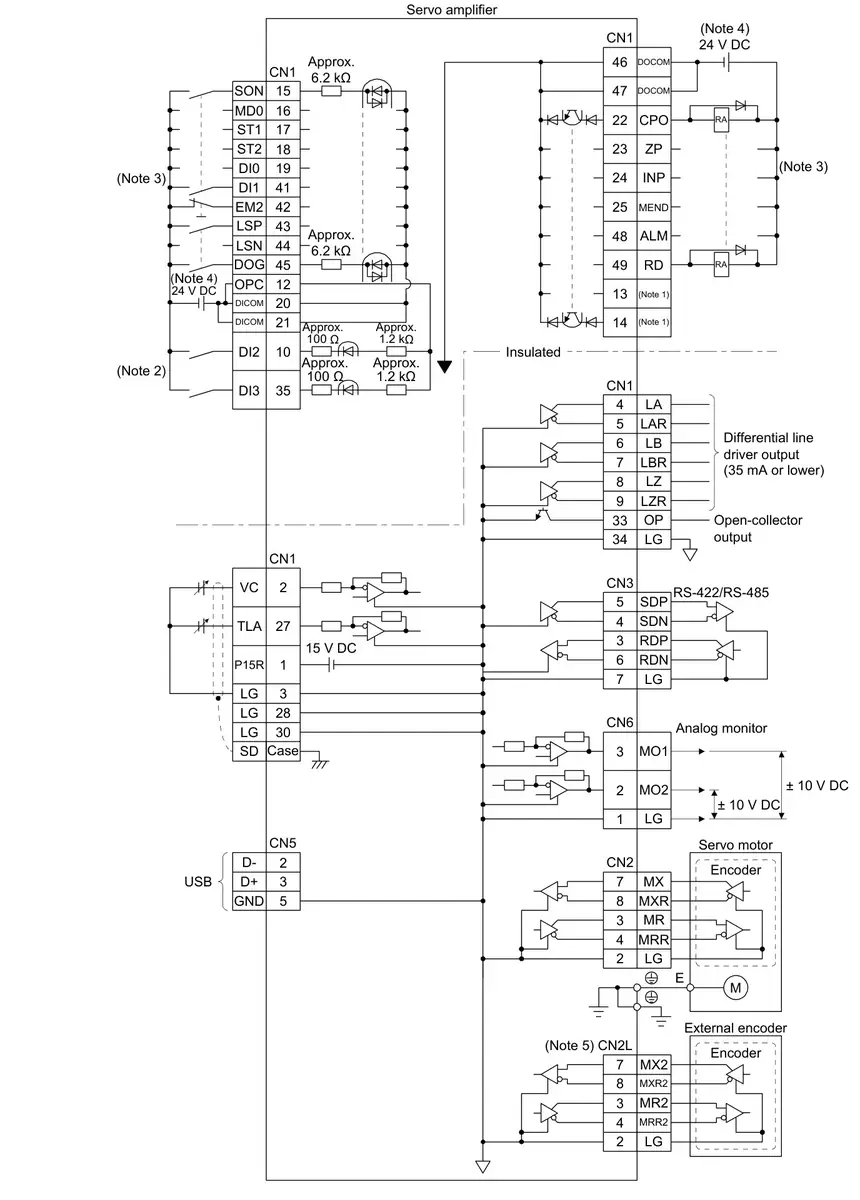 Servo amplifier
CN1
Approx.
6.2 kΩ
SON 15
MD0 16
ST1 17
ST2 18
DI0 19
(Note 3)
DI1 41
EM2 42
LSP 43
LSN 44
Approx.
6.2 kΩ
DOG 45
(Note 4)
24 V DC
OPC 12
DICOM 20
DICOM 21
Approx.
100 Ω
Approx.
1.2 kΩ
DI2 10
(Note 2)
Approx.
100 Ω
Approx.
1.2 kΩ
DI3 35
CN1
(Note 4)
24 V DC
46 DOCOM
47 DOCOM
22 CPO
RA
23 ZP
(Note 3)
24 INP
25 MEND
48 ALM
49 RD
RA
13 (Note 1)
14 (Note 1)
Insulated
CN1
4 LA
5 LAR
6 LB
7 LBR
8 LZ
9 LZR
Differential line
driver output
(35 mA or lower)
33 OP
Open-collector
output
34 LG
CN1
VC 2
TLA 27
15 V DC
P15R 1
LG 3
LG 28
LG 30
SD Case
CN3
RS-422/RS-485
5 SDP
4 SDN
3 RDP
6 RDN
7 LG
CN6
Analog monitor
3 MO1
± 10 V DC
2 MO2
± 10 V DC
1 LG
CN5
USB
D- 2
D+ 3
GND 5
CN2
Servo motor
Encoder
7 MX
8 MXR
3 MR
4 MRR
2 LG
E
M
External encoder
(Note 5) CN2L
Encoder
7 MX2
8 MXR2
3 MR2
4 MRR2
2 LG